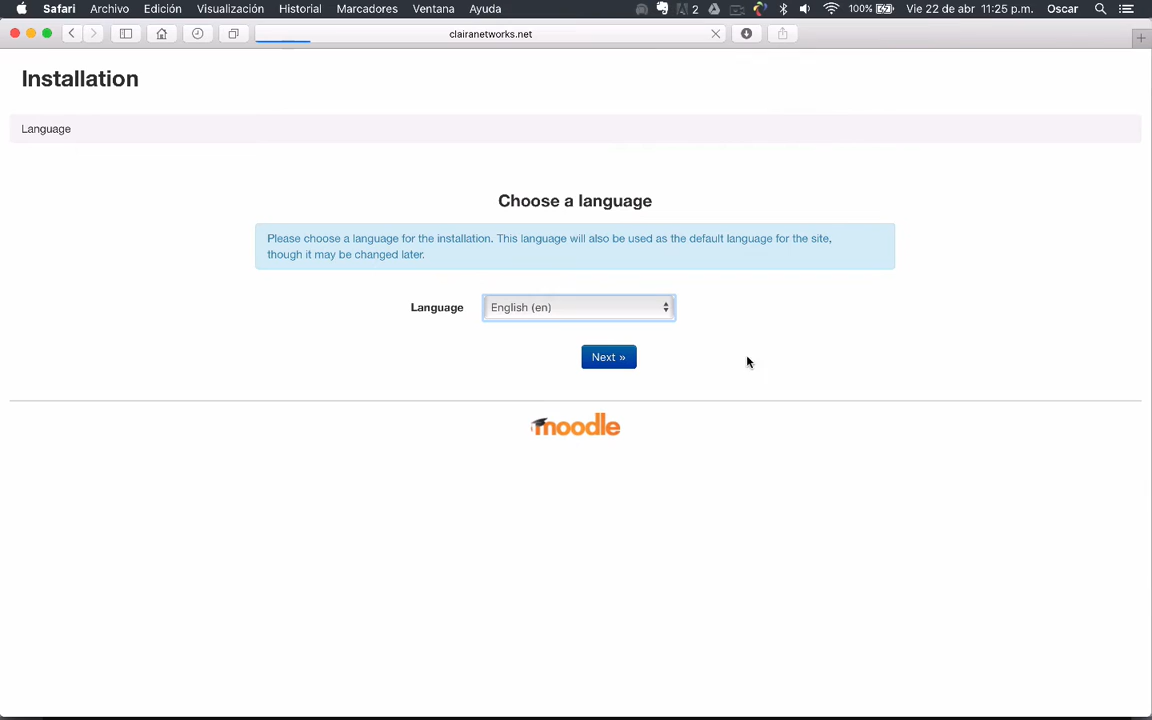 Safari Archivo Edición Visualización Historial Marcadores Ventana Ayuda 2 100% Vie 22 de abr 11:25 p.m. Oscar
clairanetworks.net
Installation
Language
Choose a language
Please choose a language for the installation. This language will also be used as the default language for the site,
though it may be changed later.
Language English (en)
Next »
moodle